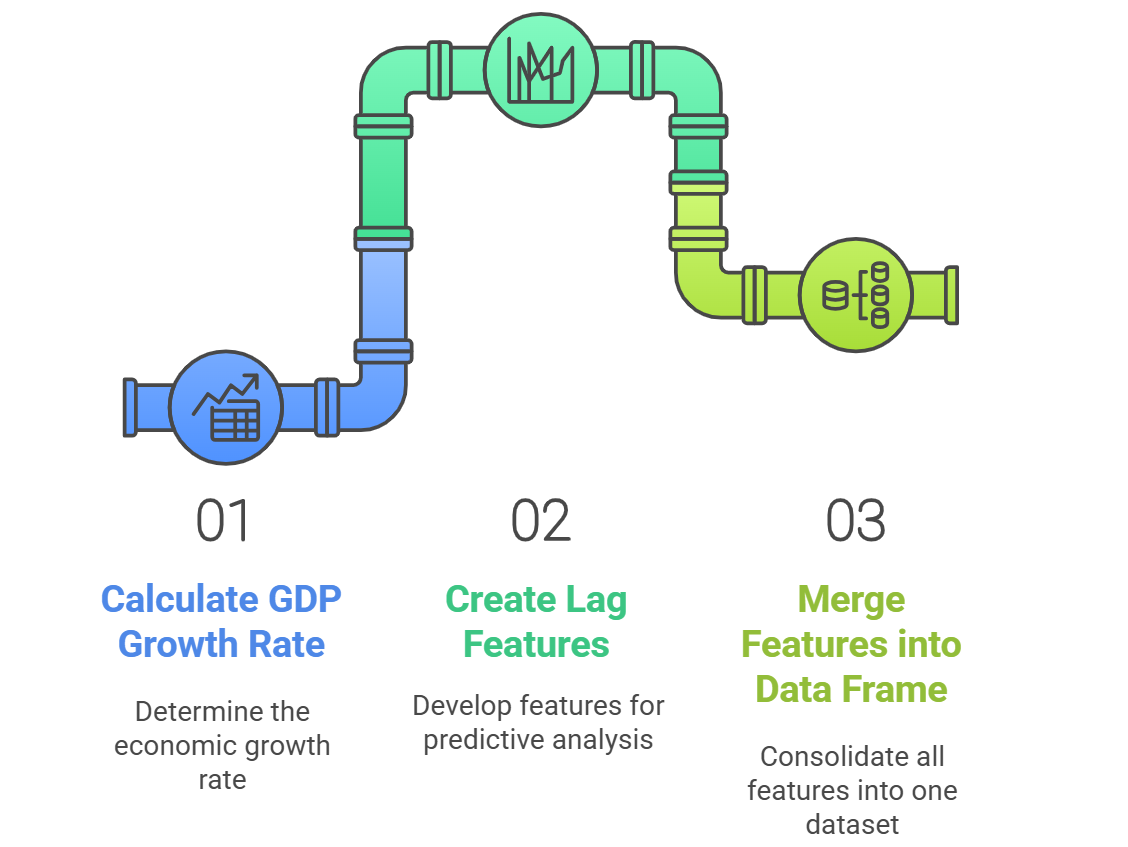 01
Calculate GDP
Growth Rate
Determine the
economic growth
rate
02
Create Lag
Features
Develop features for
predictive analysis
03
Merge
Features into
Data Frame
Consolidate all
features into one
dataset